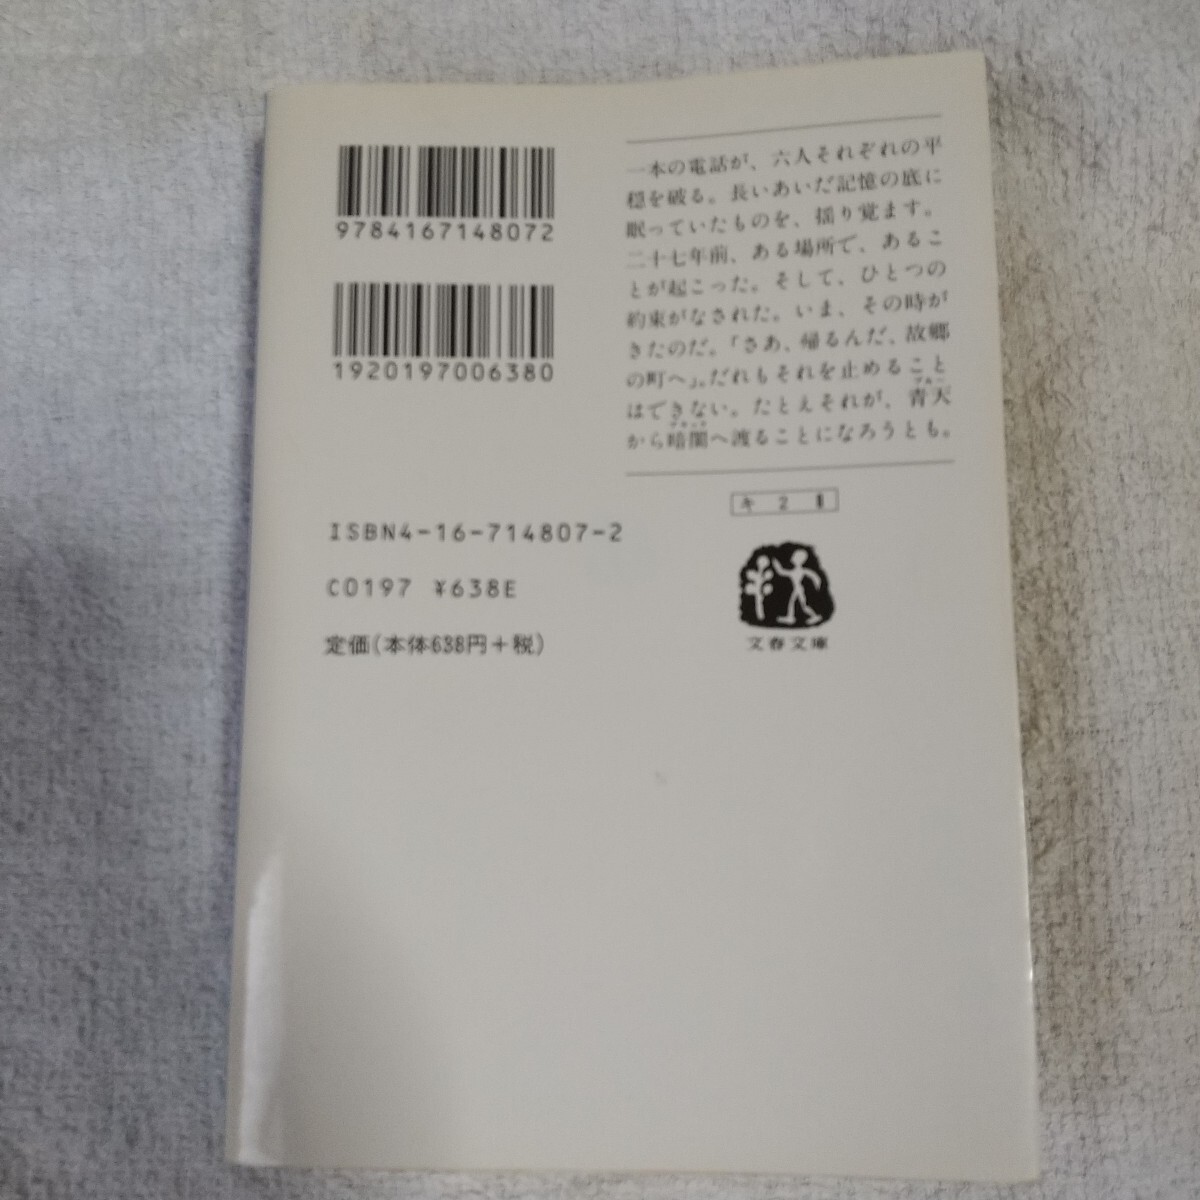 9784167148072
1920197006380
ISBN4-16-714807-2
C0197 ¥638E
定価(本体638円+税)
一本の電話が、六人それぞれの平
穏を破る。長いあいだ記憶の底に
眠っていたものを、揺り覚ます。
二十七年前、ある場所で、あるこ
とが起こった。そして、ひとつの
約束がなされた。いま、その時が
きたのだ。「さあ、帰るんだ、故郷
の町へ」。だれもそれを止めること
ブルー
はできない。たとえそれが、青天
ブラック
から暗闇へ渡ることになろうとも。
キ 2
文春文庫